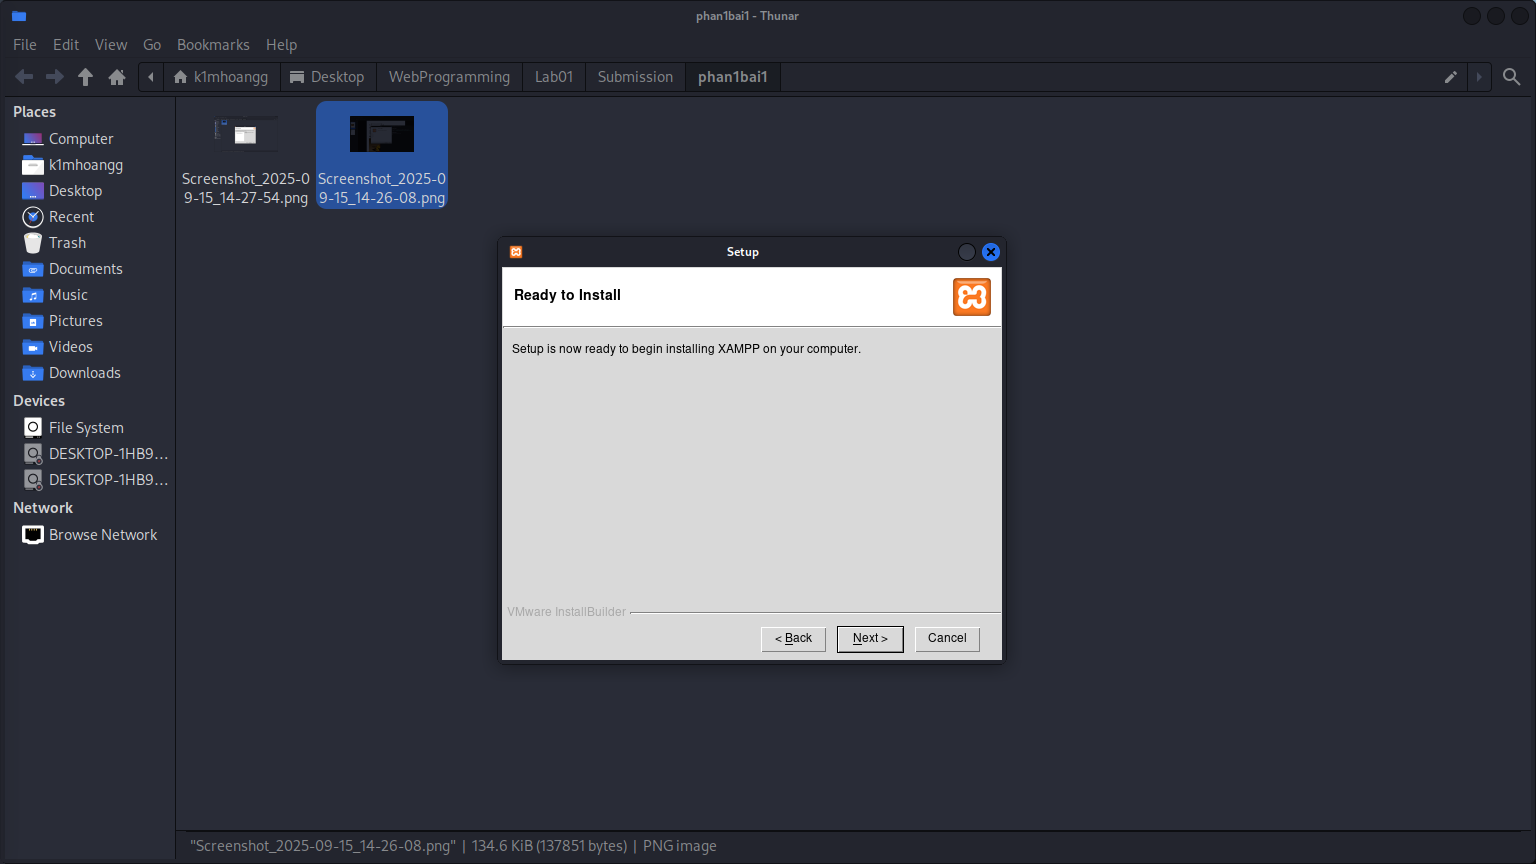 phan1bai1 - Thunar
File Edit View Go Bookmarks Help
k1mhoangg Desktop WebProgramming Lab01 Submission phan1bai1
Places
Computer
k1mhoangg
Desktop
Recent
Trash
Documents
Music
Pictures
Videos
Downloads
Devices
File System
DESKTOP-1HB9...
DESKTOP-1HB9...
Network
Browse Network
Screenshot_2025-0
9-15_14-27-54.png
Screenshot_2025-0
9-15_14-26-08.png
Setup
Ready to Install
Setup is now ready to begin installing XAMPP on your computer.
VMware InstallBuilder
< Back Next > Cancel
"Screenshot_2025-09-15_14-26-08.png" | 134.6 KiB (137851 bytes) | PNG image